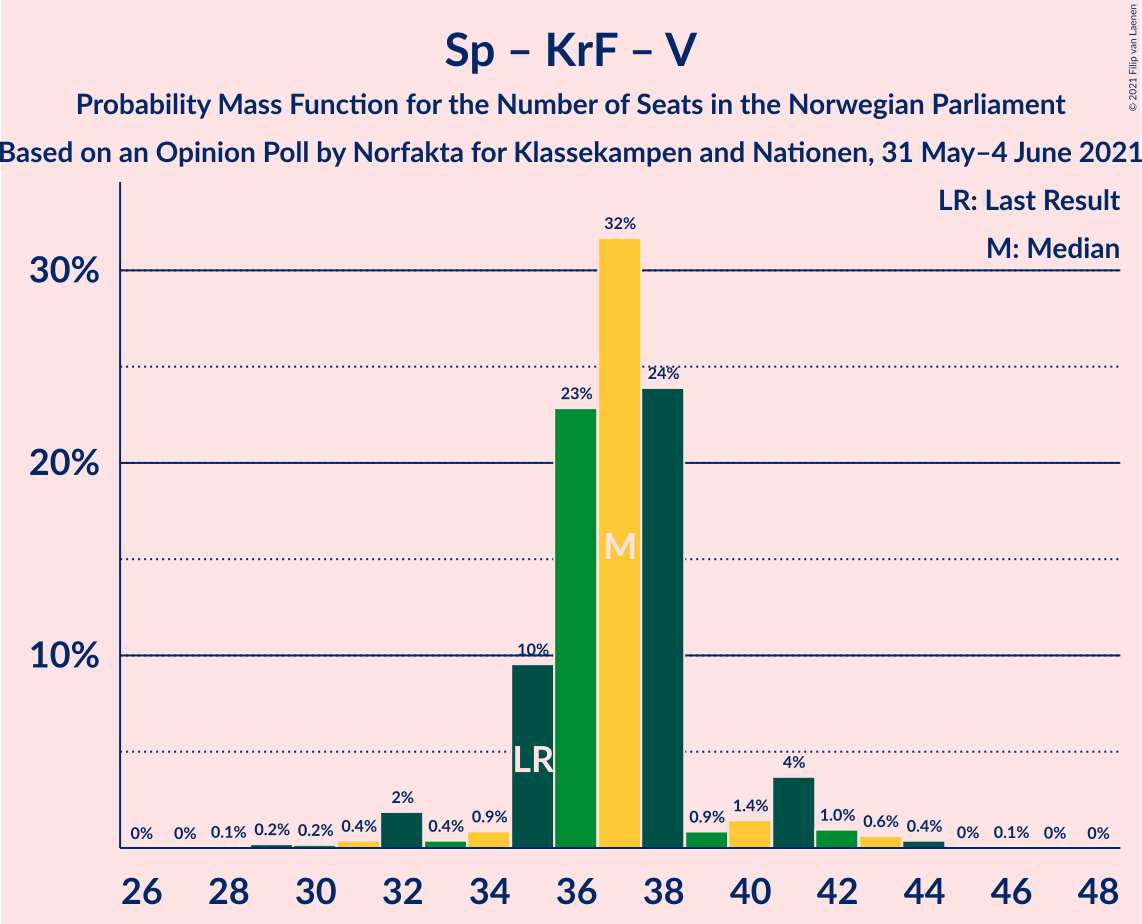 Sp – KrF – V
Probability Mass Function for the Number of Seats in the Norwegian Parliament
Based on an Opinion Poll by Norfakta for Klassekampen and Nationen, 31 May–4 June 2021
© 2021 Filip van Laenen
LR: Last Result
M: Median
30%
20%
10%
0% 0% 0.1% 0.2% 0.2% 0.4% 2% 0.4% 0.9% 10% 23% 32% 24% 0.9% 1.4% 4% 1.0% 0.6% 0.4% 0% 0.1% 0% 0%
LR
M
26 28 30 32 34 36 38 40 42 44 46 48